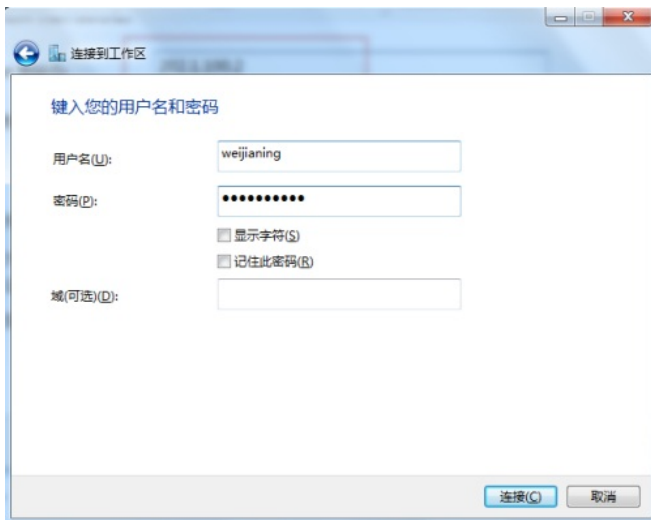 连接到工作区
键入您的用户名和密码
用户名(U):
weijianing
密码(P):
●●●●●●●●●●
显示字符(S)
记住此密码(R)
域(可选)(D):
连接(C)
取消